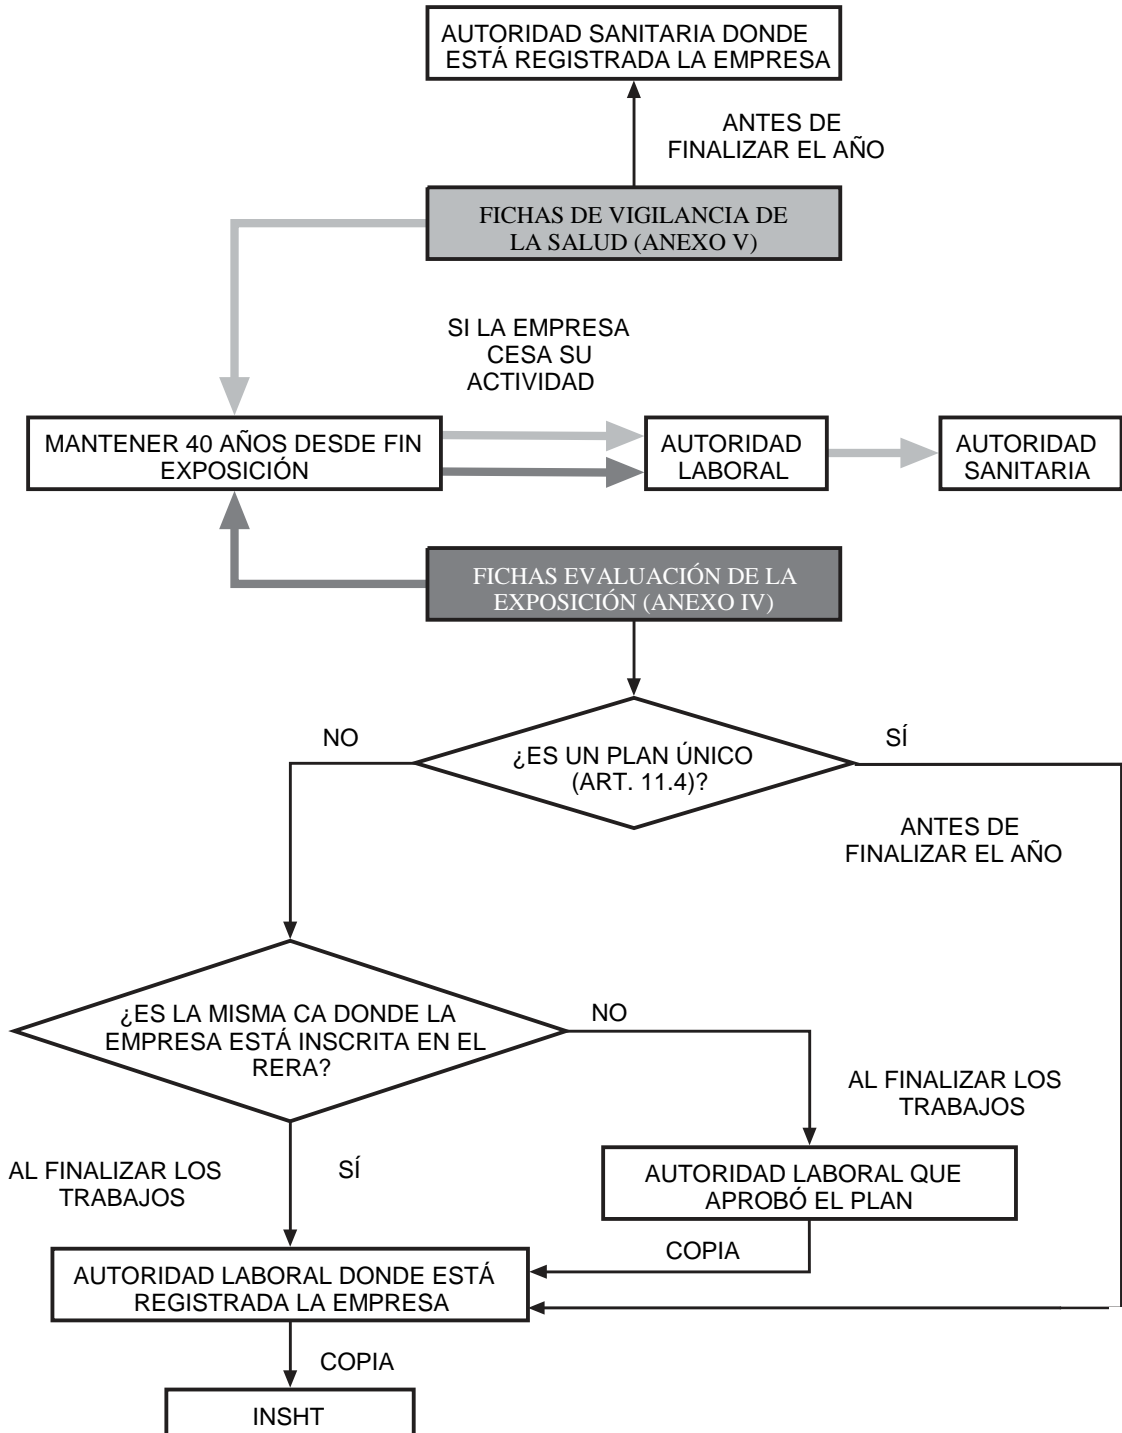 AUTORIDAD SANITARIA DONDE
ESTÁ REGISTRADA LA EMPRESA
ANTES DE
FINALIZAR EL AÑO
FICHAS DE VIGILANCIA DE
LA SALUD (ANEXO V)
SI LA EMPRESA
CESA SU
ACTIVIDAD
MANTENER 40 AÑOS DESDE FIN
EXPOSICIÓN
AUTORIDAD
LABORAL
AUTORIDAD
SANITARIA
FICHAS EVALUACIÓN DE LA
EXPOSICIÓN (ANEXO IV)
NO
¿ES UN PLAN ÚNICO
(ART. 11.4)?
SÍ
ANTES DE
FINALIZAR EL AÑO
¿ES LA MISMA CA DONDE LA
EMPRESA ESTÁ INSCRITA EN EL
RERA?
NO
AL FINALIZAR LOS
TRABAJOS
AL FINALIZAR LOS
TRABAJOS
SÍ
AUTORIDAD LABORAL QUE
APROBÓ EL PLAN
COPIA
AUTORIDAD LABORAL DONDE ESTÁ
REGISTRADA LA EMPRESA
COPIA
INSHT